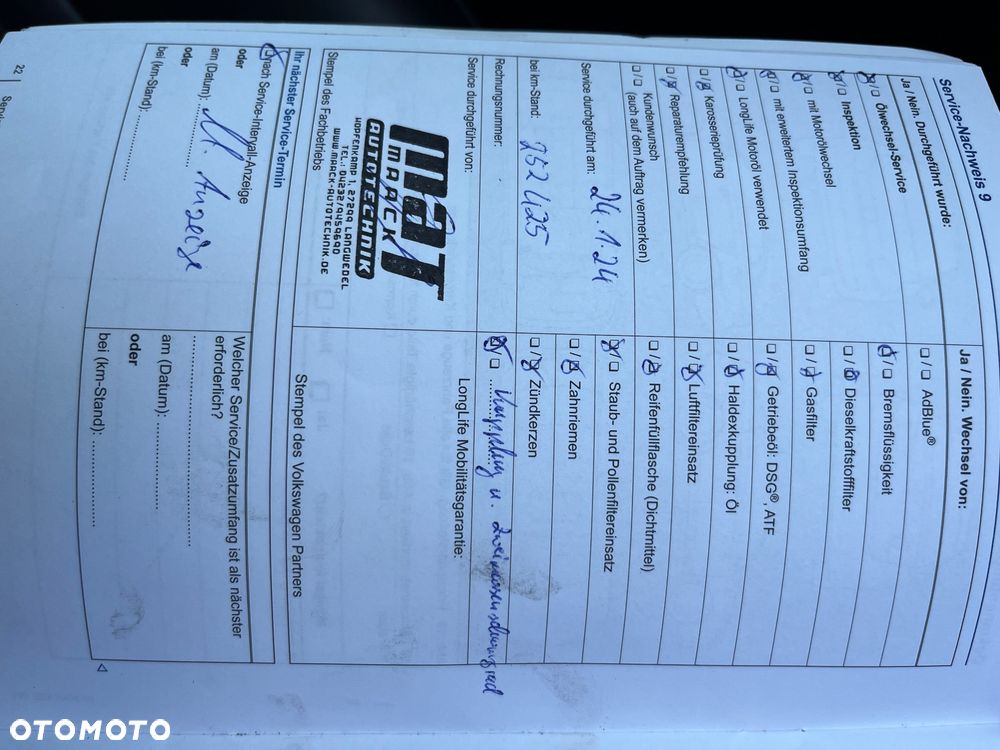 Service-Nachweis 9
Ja / Nein. Durchgeführt wurde:
Ölwechsel-Service
Inspektion
mit Motorölwechsel
mit erweitertem Inspektionsumfang
LongLife Motoröl verwendet
Karosserieprüfung
Reparaturempfehlung
Kundenwunsch
(auch auf dem Auftrag vermerken)
Service durchgeführt am: 24.1.24
bei km-Stand: 252425
Rechnungsnummer:
Service durchgeführt von:
MAT
MAACK
AUTOTECHNIK
HOPFENKAMP 1, 27299 LANGWEDEL
TEL.: 04232/9459690
WWW.MAACK-AUTOTECHNIK.DE
Stempel des Fachbetriebs
Ja / Nein. Wechsel von:
AdBlue®
Bremsflüssigkeit
Dieselkraftstofffilter
Gasfilter
Getriebeöl: DSG®, ATF
Haldexkupplung: Öl
Luftfiltereinsatz
Reifenfüllflasche (Dichtmittel)
Staub- und Pollenfiltereinsatz
Zahnriemen
Zündkerzen
Kupplung u. Zweimassenschwungrad
LongLife Mobilitätsgarantie:
Stempel des Volkswagen Partners
Ihr nächster Service-Termin
nach Service-Intervall-Anzeige
oder
am (Datum): ........ Anzeige
oder
bei (km-Stand): ................
Welcher Service/Zusatzumfang ist als nächster
erforderlich?
am (Datum): ................
oder
bei (km-Stand): ................
22
OTOMOTO